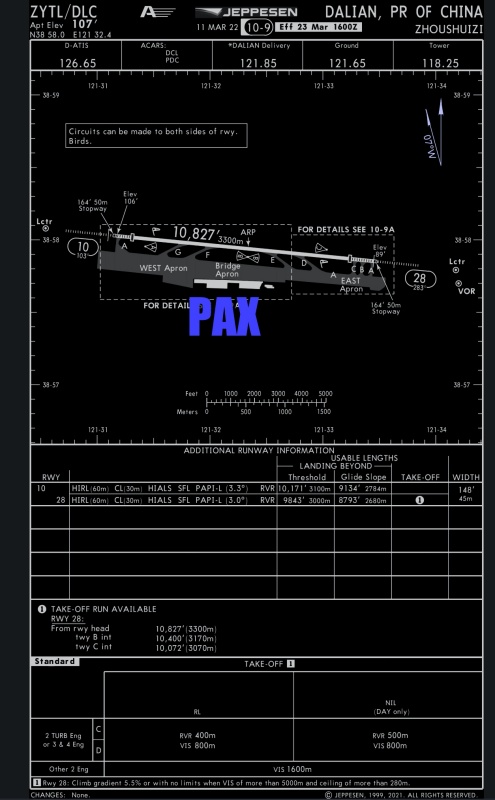 ZYTL/DLC
JEPPESEN
DALIAN, PR OF CHINA
Apt Elev 107'
11 MAR 22 10-9 Eff 23 Mar 1600Z
N38 58.0 E121 32.4
ZHOUSHUIZI
D-ATIS
ACARS:
*DALIAN Delivery
Ground
Tower
DCL
PDC
126.65
121.85
121.65
118.25
121-31
121-32
121-33
121-34
38-59
38-59
Circuits can be made to both sides of rwy.
Birds.
07°W
Elev
106'
164' 50m
Stopway
Lctr
10,827'
3300m
ARP
FOR DETAILS SEE 10-9A
38-58
38-58
10
103°
A
G
F
E
D
C B A
Elev
89'
Lctr
WEST Apron
Bridge
Apron
A
EAST
Apron
28
283°
VOR
164' 50m
Stopway
FOR DETAIL
PAX
38-57
38-57
Feet 0 1000 2000 3000 4000 5000
Meters 0 500 1000 1500
121-31
121-32
121-33
121-34
ADDITIONAL RUNWAY INFORMATION
USABLE LENGTHS
LANDING BEYOND
RWY
Threshold
Glide Slope
TAKE-OFF
WIDTH
10 HIRL(60m) CL(30m) HIALS SFL PAPI-L (3.3°) RVR 10,171' 3100m 9134' 2784m
148'
45m
28 HIRL(60m) CL(30m) HIALS SFL PAPI-L (3.0°) RVR 9843' 3000m 8793' 2680m 1
1 TAKE-OFF RUN AVAILABLE
RWY 28:
From rwy head 10,827'(3300m)
twy B int 10,400'(3170m)
twy C int 10,072'(3070m)
Standard
TAKE-OFF 1
RL
NIL
(DAY only)
2 TURB Eng
or 3 & 4 Eng
C
D
RVR 400m
VIS 800m
RVR 500m
VIS 800m
Other 2 Eng
VIS 1600m
1 Rwy 28: Climb gradient 5.5% or with no limits when VIS of more than 5000m and ceiling of more than 280m.
CHANGES: None.
© JEPPESEN, 1999, 2021. ALL RIGHTS RESERVED.